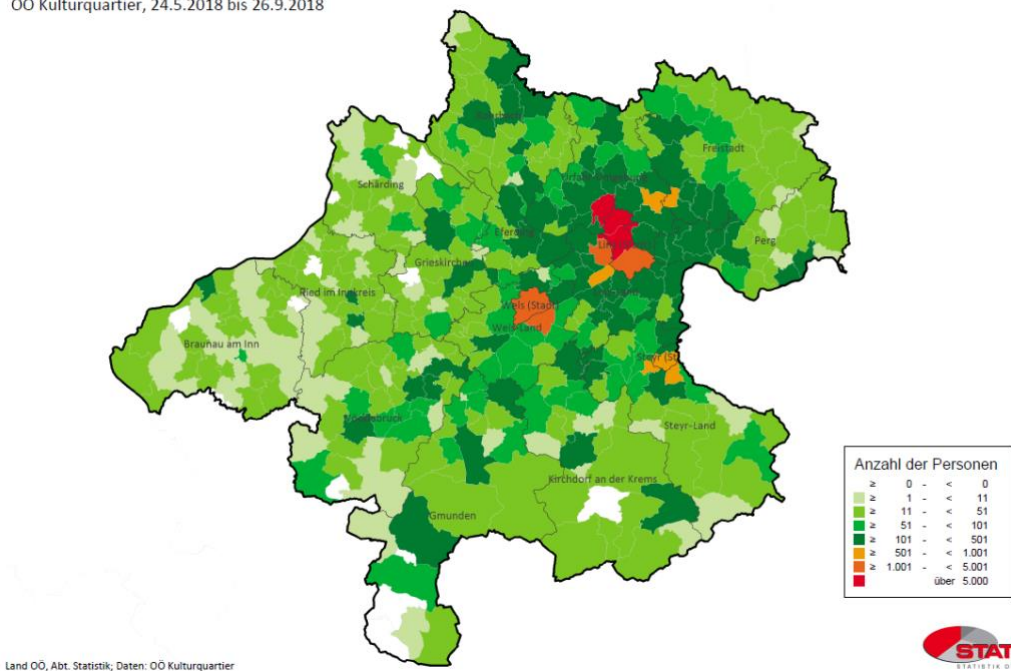 OÖ Kulturquartier, 24.5.2018 bis 26.9.2018
Rohrbach
Freistadt
Urfahr-Umgebung
Schärding
Perg
Eferding
Linz (Stadt)
Grieskirchen
Ried im Innkreis
Linz-Land
Wels (Stadt)
Wels-Land
Braunau am Inn
Steyr (St
Vöcklabruck
Steyr-Land
Kirchdorf an der Krems
Gmunden
Anzahl der Personen
≥ 0 - < 0
≥ 1 - < 11
≥ 11 - < 51
≥ 51 - < 101
≥ 101 - < 501
≥ 501 - < 1.001
≥ 1.001 - < 5.001
über 5.000
STAT
STATISTIK O
Land OÖ, Abt. Statistik; Daten: OÖ Kulturquartier